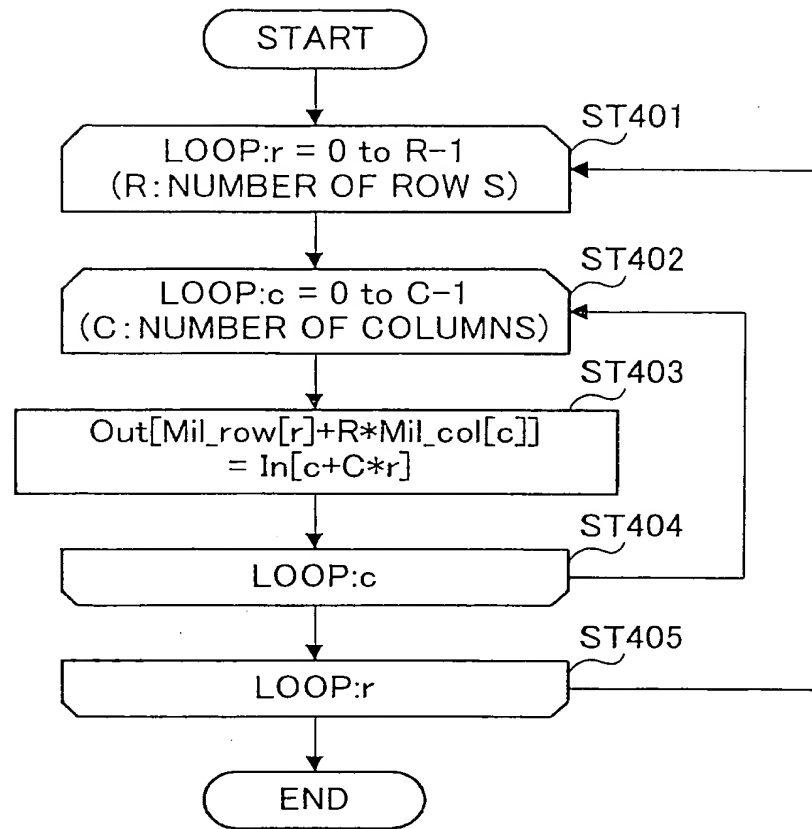 START
ST401
LOOP:r = 0 to R-1
(R:NUMBER OF ROW S)
ST402
LOOP:c = 0 to C-1
(C:NUMBER OF COLUMNS)
ST403
Out[Mil_row[r]+R*Mil_col[c]]
= In[c+C*r]
ST404
LOOP:c
ST405
LOOP:r
END